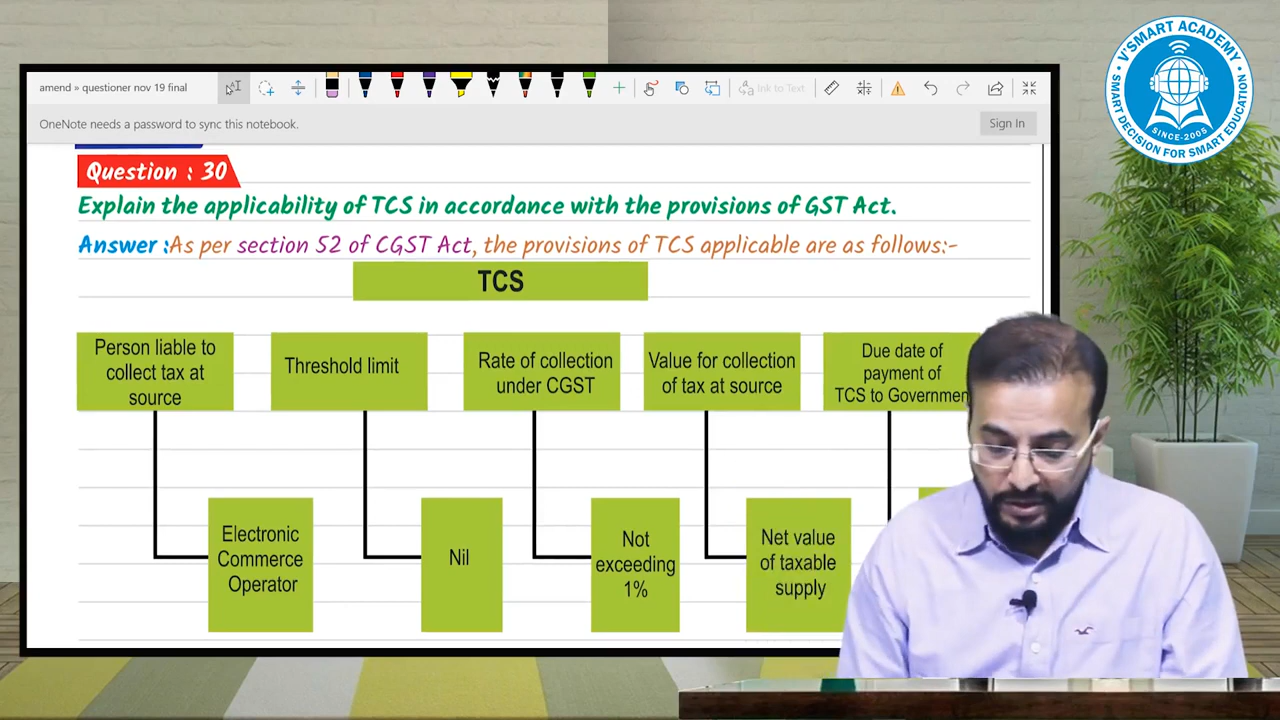 amend » questioner nov 19 final
Ink to Text
OneNote needs a password to sync this notebook.
Sign In
Question : 30
Explain the applicability of TCS in accordance with the provisions of GST Act.
Answer :As per section 52 of CGST Act, the provisions of TCS applicable are as follows:-
TCS
Person liable to
collect tax at
source
Threshold limit
Rate of collection
under CGST
Value for collection
of tax at source
Due date of
payment of
TCS to Governmen
Electronic
Commerce
Operator
Nil
Not
exceeding
1%
Net value
of taxable
supply
V'SMART ACADEMY
SINCE-2005
SMART DECISION FOR SMART EDUCATION